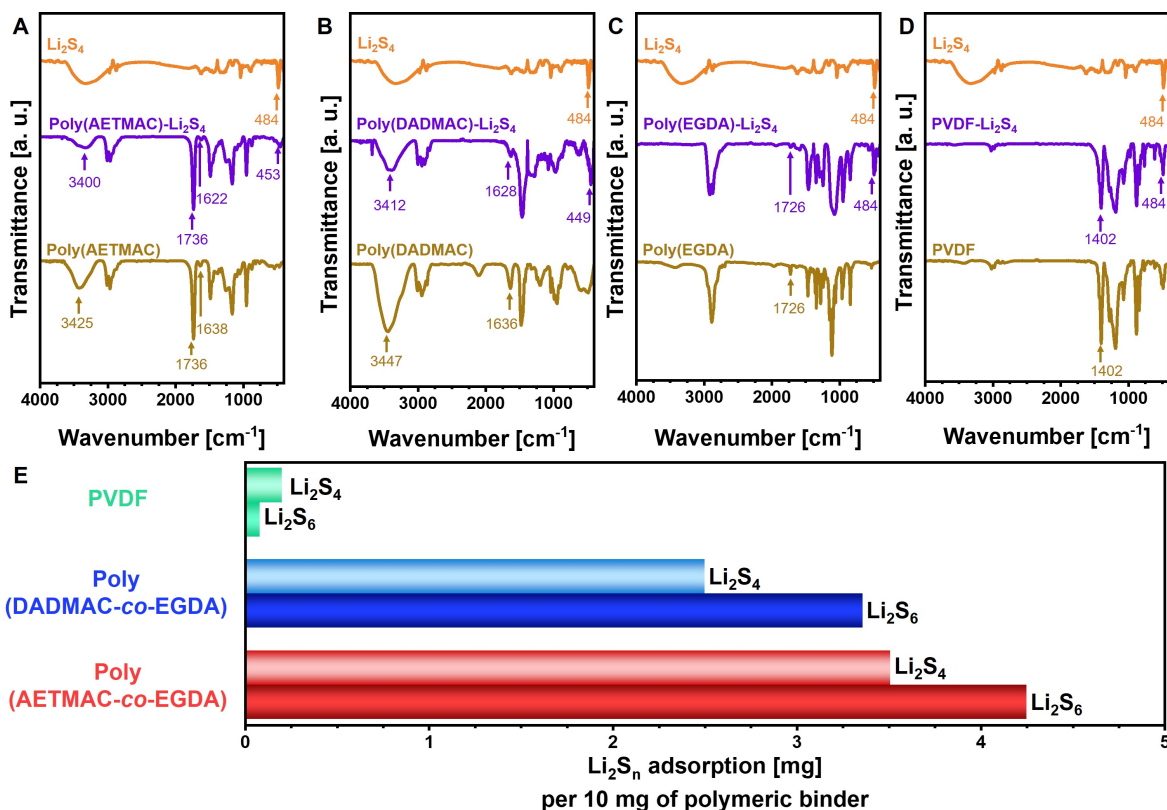 A
Li₂S₄
484
Poly(AETMAC)-Li₂S₄
3400
1622
453
1736
Poly(AETMAC)
3425
1638
1736
Transmittance [a. u.]
4000 3000 2000 1000
Wavenumber [cm⁻¹]
B
Li₂S₄
484
Poly(DADMAC)-Li₂S₄
3412
1628
449
Poly(DADMAC)
1636
3447
Transmittance [a. u.]
4000 3000 2000 1000
Wavenumber [cm⁻¹]
C
Li₂S₄
484
Poly(EGDA)-Li₂S₄
1726
484
Poly(EGDA)
1726
Transmittance [a. u.]
4000 3000 2000 1000
Wavenumber [cm⁻¹]
D
Li₂S₄
484
PVDF-Li₂S₄
1402
484
PVDF
1402
Transmittance [a. u.]
4000 3000 2000 1000
Wavenumber [cm⁻¹]
E
PVDF
Li₂S₄
Li₂S₆
Poly
(DADMAC-co-EGDA)
Li₂S₄
Li₂S₆
Poly
(AETMAC-co-EGDA)
Li₂S₄
Li₂S₆
0 1 2 3 4 5
Li₂Sₙ adsorption [mg]
per 10 mg of polymeric binder